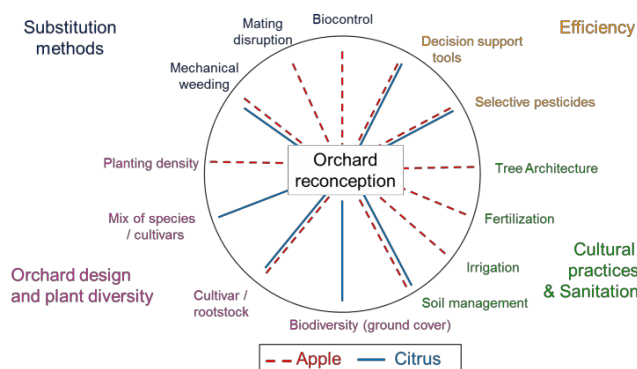 Substitution
methods
Mating
disruption
Biocontrol
Decision support
tools
Efficiency
Mechanical
weeding
Selective pesticides
Planting density
Orchard
reconception
Tree Architecture
Mix of species
/ cultivars
Fertilization
Irrigation
Cultural
practices
& Sanitation
Orchard design
and plant diversity
Cultivar /
rootstock
Soil management
Biodiversity (ground cover)
Apple
Citrus